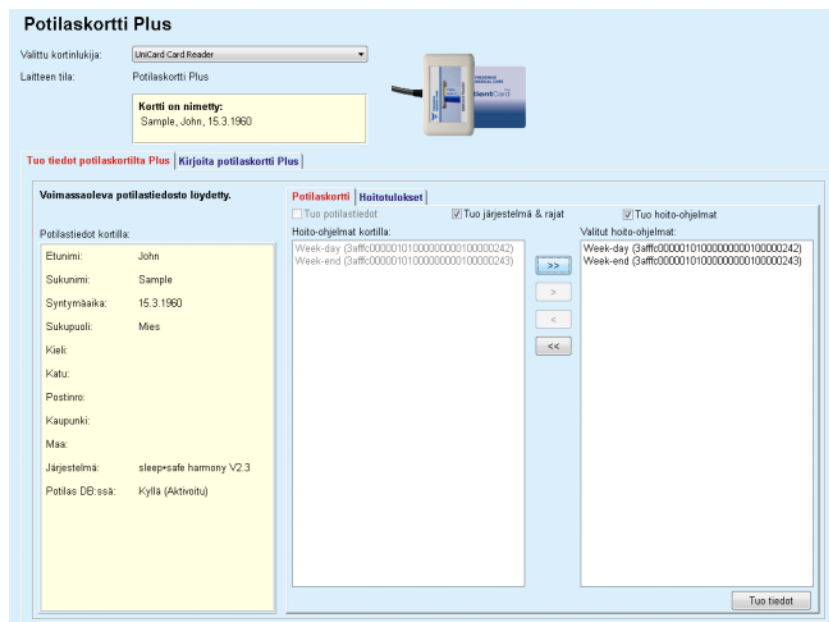 Potilaskortti Plus
Valittu kortinlukija: UniCard Card Reader
Laitteen tila: Potilaskortti Plus
Kortti on nimetty:
Sample, John, 15.3.1960
Tuo tiedot potilaskortilta Plus Kirjoita potilaskortti Plus
Voimassaoleva potilastiedosto löydetty.
Potilastiedot kortilla:
Etunimi: John
Sukunimi: Sample
Syntymäaika: 15.3.1960
Sukupuoli: Mies
Kieli:
Katu:
Postinro:
Kaupunki:
Maa:
Järjestelmä: sleep•safe harmony V2.3
Potilas DB:ssä: Kyllä (Aktivoitu)
Potilaskortti Hoitotulokset
Tuo potilastiedot Tuo järjestelmä & rajat Tuo hoito-ohjelmat
Hoito-ohjelmat kortilla:
Week-day (3afffc00000101000000000100000242)
Week-end (3afffc00000101000000000100000243)
>>
>
<
<<
Valitut hoito-ohjelmat:
Week-day (3afffc00000101000000000100000242)
Week-end (3afffc00000101000000000100000243)
Tuo tiedot